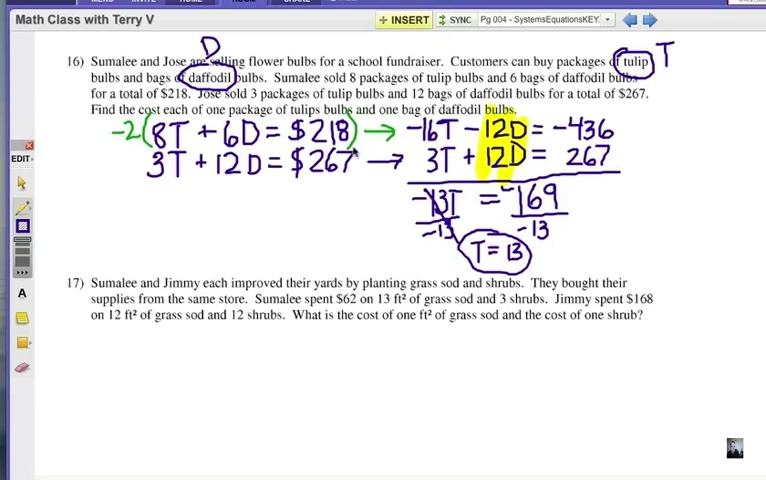 Math Class with Terry V
INSERT
SYNC
Pg 004 - SystemsEquationsKEY.
D
T
16) Sumalee and Jose are selling flower bulbs for a school fundraiser. Customers can buy packages of tulip
bulbs and bags of daffodil bulbs. Sumalee sold 8 packages of tulip bulbs and 6 bags of daffodil bulbs
for a total of $218. Jose sold 3 packages of tulip bulbs and 12 bags of daffodil bulbs for a total of $267.
Find the cost each of one package of tulips bulbs and one bag of daffodil bulbs.
-2(8T + 6D = $218) → -16T - 12D = -436
3T + 12D = $267 → 3T + 12D = 267
-13T = -169
-13 -13
T = 13
EDIT
A
17) Sumalee and Jimmy each improved their yards by planting grass sod and shrubs. They bought their
supplies from the same store. Sumalee spent $62 on 13 ft² of grass sod and 3 shrubs. Jimmy spent $168
on 12 ft² of grass sod and 12 shrubs. What is the cost of one ft² of grass sod and the cost of one shrub?